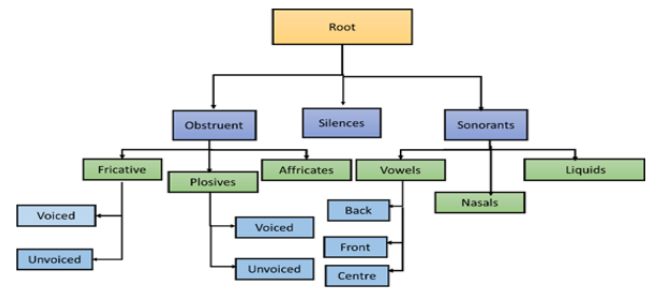 Root
Obstruent
Silences
Sonorants
Fricative
Plosives
Affricates
Vowels
Nasals
Liquids
Voiced
Unvoiced
Voiced
Unvoiced
Back
Front
Centre